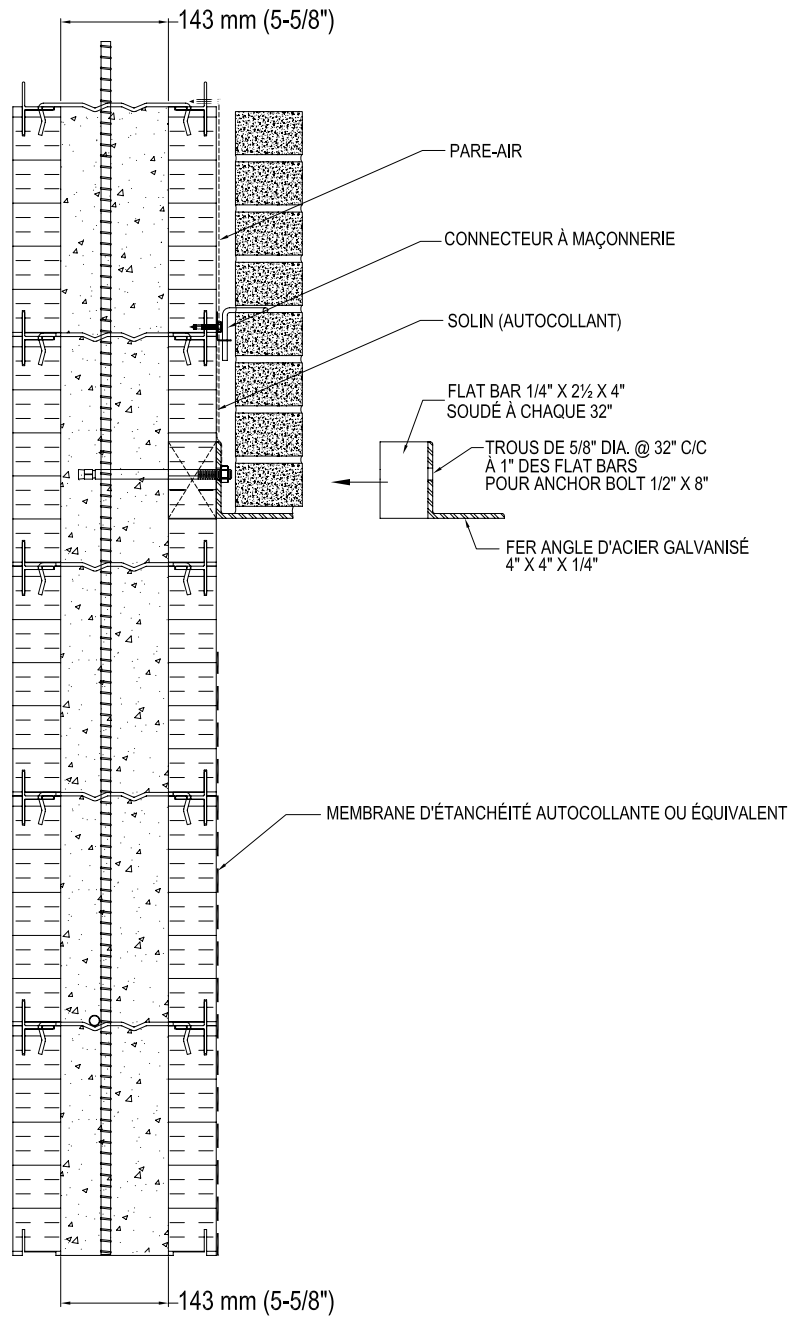 143 mm (5-5/8")
PARE-AIR
CONNECTEUR À MAÇONNERIE
SOLIN (AUTOCOLLANT)
FLAT BAR 1/4" X 2½ X 4"
SOUDÉ À CHAQUE 32"
TROUS DE 5/8" DIA. @ 32" C/C
À 1" DES FLAT BARS
POUR ANCHOR BOLT 1/2" X 8"
FER ANGLE D'ACIER GALVANISÉ
4" X 4" X 1/4"
MEMBRANE D'ÉTANCHÉITÉ AUTOCOLLANTE OU ÉQUIVALENT
143 mm (5-5/8")